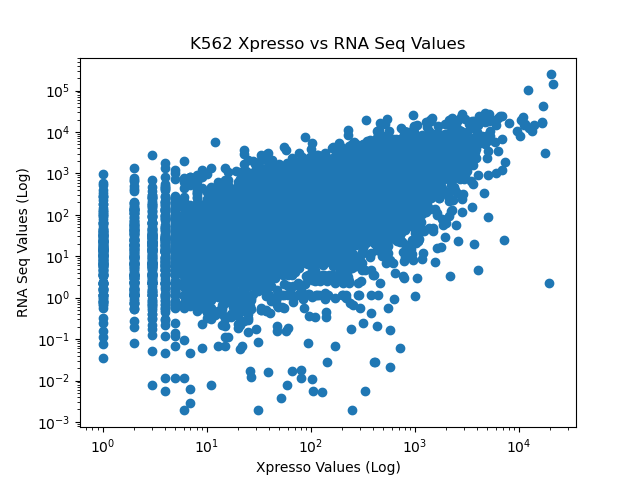 K562 Xpresso vs RNA Seq Values
RNA Seq Values (Log)
10^5
10^4
10^3
10^2
10^1
10^0
10^-1
10^-2
10^-3
10^0 10^1 10^2 10^3 10^4
Xpresso Values (Log)